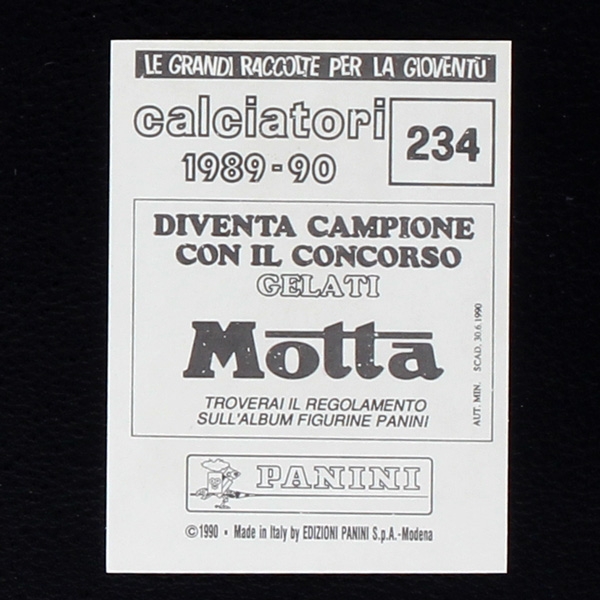 LE GRANDI RACCOLTE PER LA GIOVENTÙ
calciatori
1989-90
234
DIVENTA CAMPIONE
CON IL CONCORSO
GELATI
Motta
TROVERAI IL REGOLAMENTO
SULL'ALBUM FIGURINE PANINI
AUT. MIN. SCAD. 30.6.1990
PANINI
©1990 - Made in Italy by EDIZIONI PANINI S.p.A.-Modena